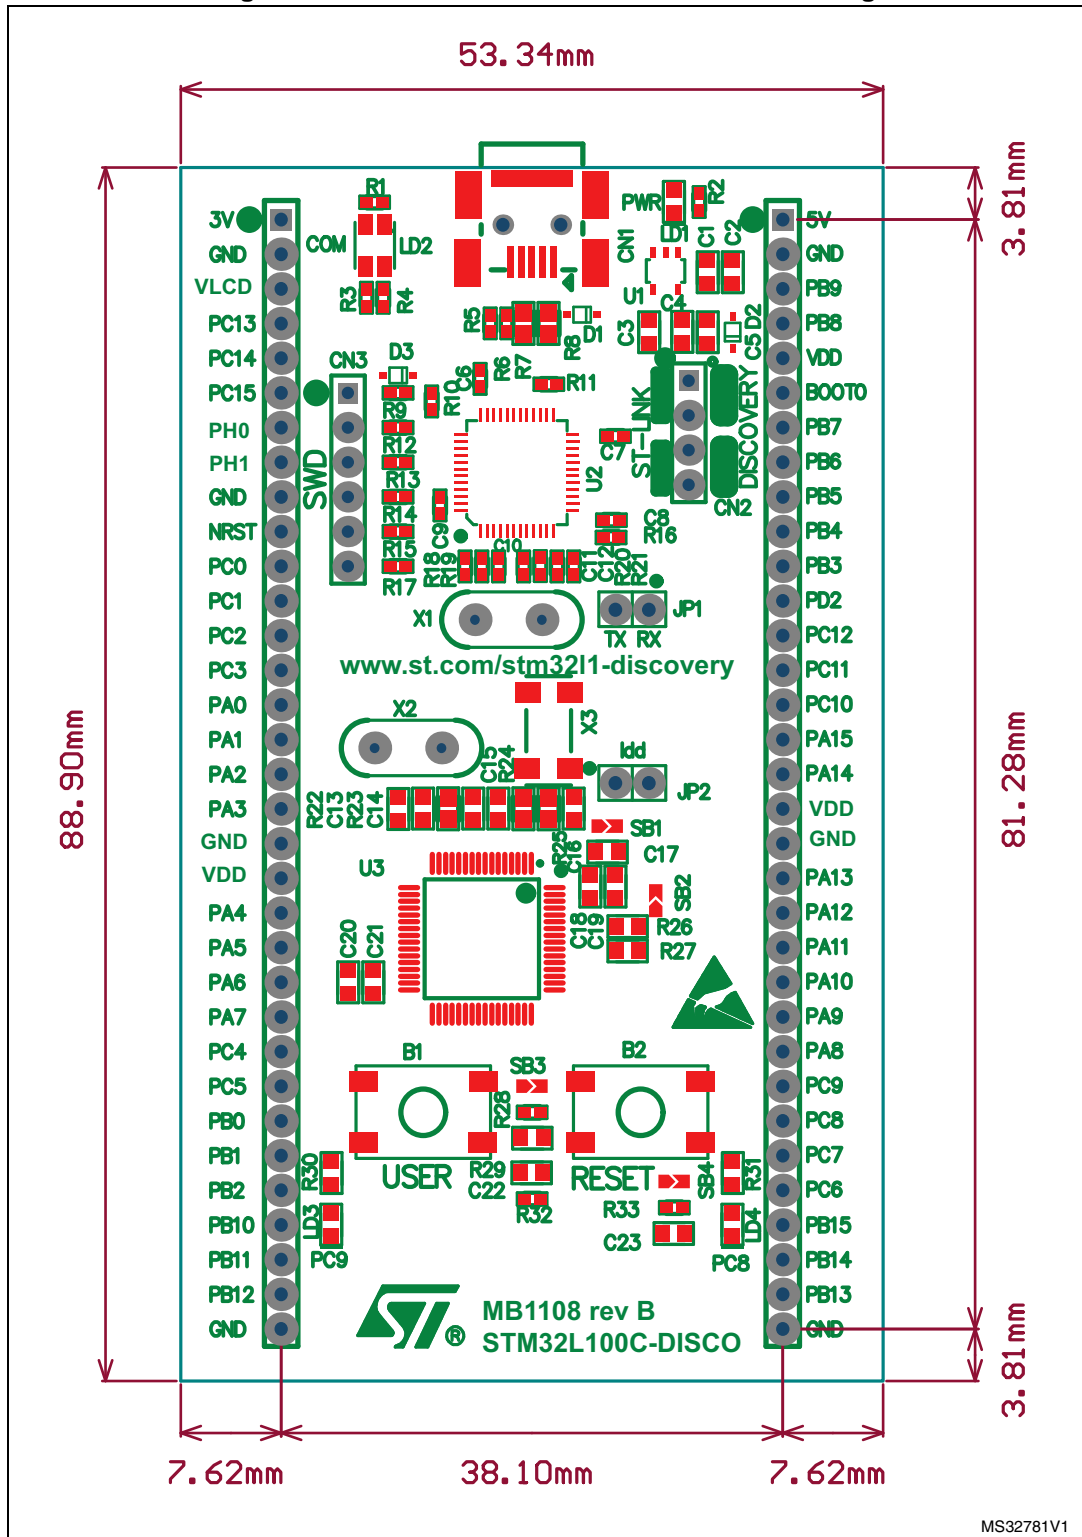 53.34mm
3.81mm
88.90mm
81.28mm
3.81mm
7.62mm
38.10mm
7.62mm
3V
GND
VLCD
PC13
PC14
PC15
PH0
PH1
GND
NRST
PC0
PC1
PC2
PC3
PA0
PA1
PA2
PA3
GND
VDD
PA4
PA5
PA6
PA7
PC4
PC5
PB0
PB1
PB2
PB10
PB11
PB12
GND
5V
GND
PB9
PB8
VDD
BOOT0
PB7
PB6
PB5
PB4
PB3
PD2
PC12
PC11
PC10
PA15
PA14
VDD
GND
PA13
PA12
PA11
PA10
PA9
PA8
PC9
PC8
PC7
PC6
PB15
PB14
PB13
GND
R1
COM
LD2
R3
R4
PWR
R2
LD1
CN1
C1
C2
U1
C4
C3
C5
D2
R5
D1
R8
R7
R6
C6
R11
D3
CN3
R9
R10
R12
R13
R14
R15
R17
SWD
C9
U2
C7
ST-LINK
DISCOVERY
CN2
C8
R16
R18
R19
C10
C11
C12
R20
R21
X1
JP1
TX
RX
www.st.com/stm32l1-discovery
X2
X3
C15
R24
Idd
JP2
R22
C13
R23
C14
R25
C16
SB1
C17
U3
SB2
C18
C19
R26
R27
C20
C21
B1
SB3
B2
R28
USER
R29
C22
R32
RESET
SB4
R31
R30
LD3
PC9
R33
C23
LD4
PC8
ST
®
MB1108 rev B
STM32L100C-DISCO
MS32781V1